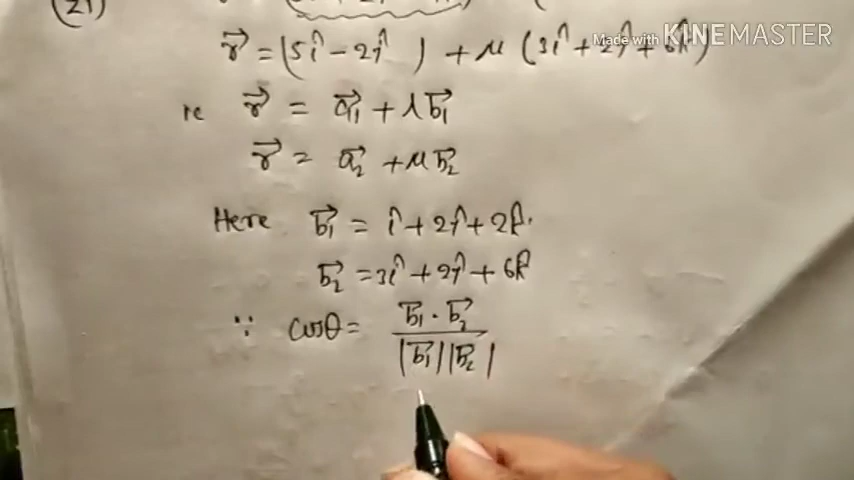 (21)
r⃗ = (5î - 2ĵ ) + μ (3î + 2ĵ + 6k̂)
Made with KINEMASTER
r⃗ = a⃗₁ + λb⃗₁
r⃗ = a⃗₂ + μb⃗₂
Here b⃗₁ = î + 2ĵ + 2k̂.
b⃗₂ = 3î + 2ĵ + 6k̂
∵ cosθ = b⃗₁ · b⃗₂ / |b⃗₁| |b⃗₂|